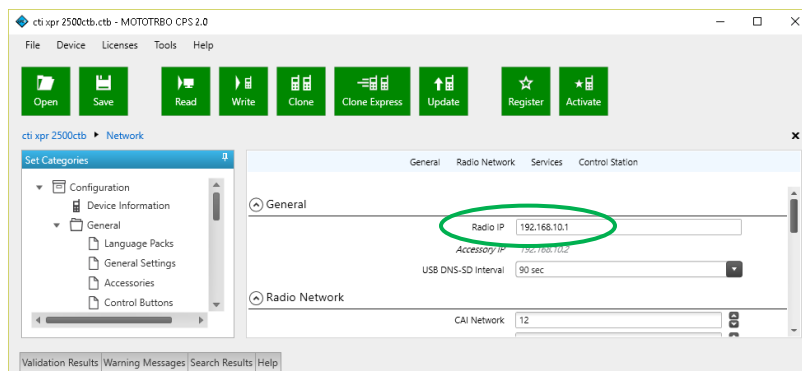 cti xpr 2500ctb.ctb - MOTOTRBO CPS 2.0
File Device Licenses Tools Help
Open Save Read Write Clone Clone Express Update Register Activate
cti xpr 2500ctb Network
Set Categories
Configuration
Device Information
General
Language Packs
General Settings
Accessories
Control Buttons
General Radio Network Services Control Station
General
Radio IP 192.168.10.1
Accessory IP 192.168.10.2
USB DNS-SD Interval 90 sec
Radio Network
CAI Network 12
Validation Results Warning Messages Search Results Help